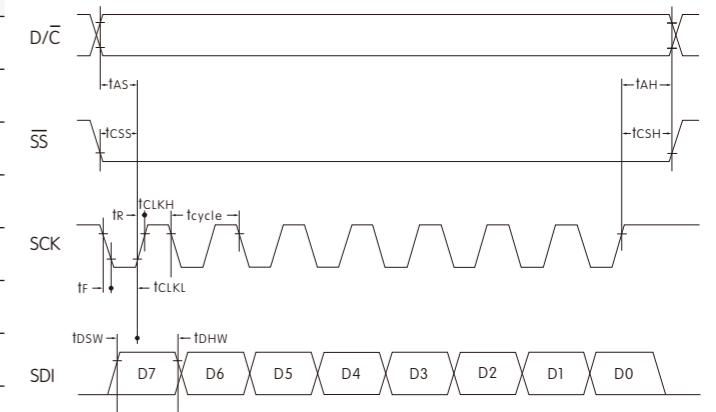 D/C̅
tAS
tAH
S̅S̅
tCSS
tCSH
tR
tCLKH
tcycle
SCK
tF
tCLKL
tDSW
tDHW
SDI
D7 D6 D5 D4 D3 D2 D1 D0